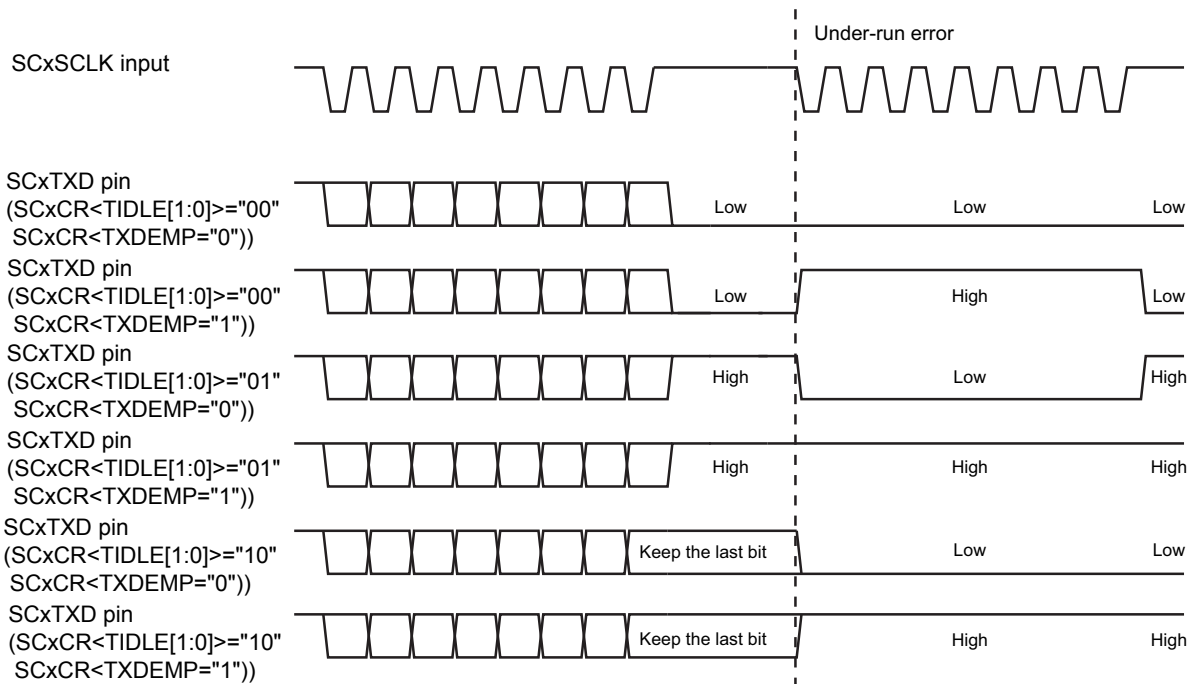 Under-run error
SCxSCLK input
SCxTXD pin
(SCxCR<TIDLE[1:0]>="00"
SCxCR<TXDEMP="0"))
Low Low Low
SCxTXD pin
(SCxCR<TIDLE[1:0]>="00"
SCxCR<TXDEMP="1"))
Low High Low
SCxTXD pin
(SCxCR<TIDLE[1:0]>="01"
SCxCR<TXDEMP="0"))
High Low High
SCxTXD pin
(SCxCR<TIDLE[1:0]>="01"
SCxCR<TXDEMP="1"))
High High High
SCxTXD pin
(SCxCR<TIDLE[1:0]>="10"
SCxCR<TXDEMP="0"))
Keep the last bit Low Low
SCxTXD pin
(SCxCR<TIDLE[1:0]>="10"
SCxCR<TXDEMP="1"))
Keep the last bit High High